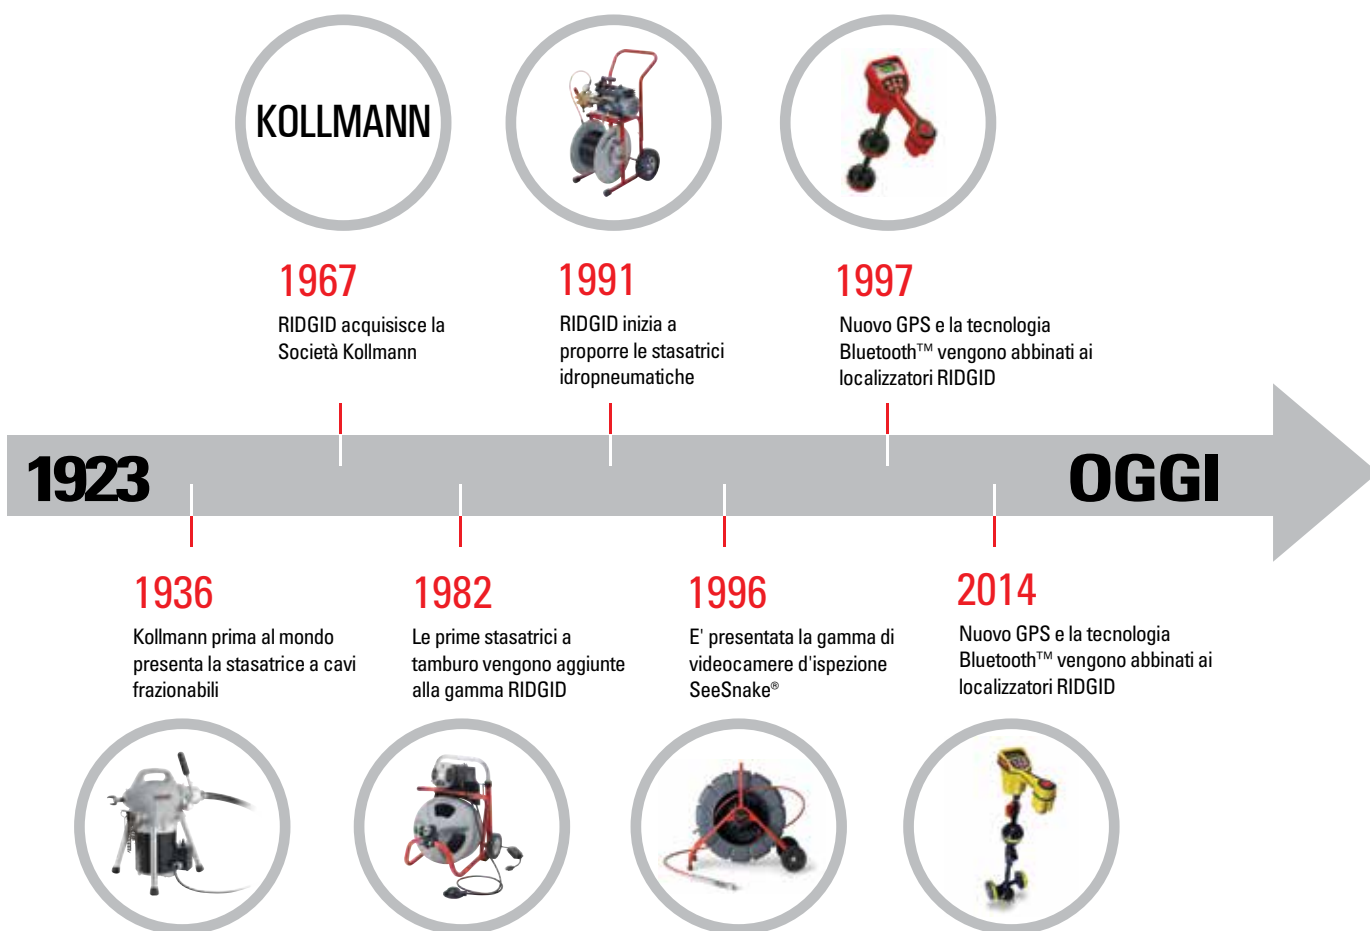 KOLLMANN
1967
RIDGID acquisisce la
Società Kollmann
1991
RIDGID inizia a
proporre le stasatrici
idropneumatiche
1997
Nuovo GPS e la tecnologia
Bluetooth™ vengono abbinati ai
localizzatori RIDGID
1923
OGGI
1936
Kollmann prima al mondo
presenta la stasatrice a cavi
frazionabili
1982
Le prime stasatrici a
tamburo vengono aggiunte
alla gamma RIDGID
1996
E' presentata la gamma di
videocamere d'ispezione
SeeSnake®
2014
Nuovo GPS e la tecnologia
Bluetooth™ vengono abbinati ai
localizzatori RIDGID